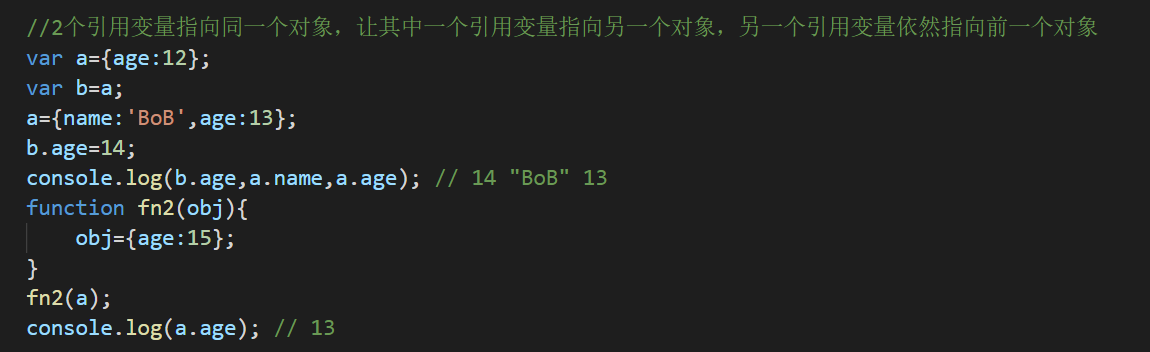 //2个引用变量指向同一个对象，让其中一个引用变量指向另一个对象，另一个引用变量依然指向前一个对象
var a={age:12};
var b=a;
a={name:'BoB',age:13};
b.age=14;
console.log(b.age,a.name,a.age); // 14 "BoB" 13
function fn2(obj){
    obj={age:15};
}
fn2(a);
console.log(a.age); // 13